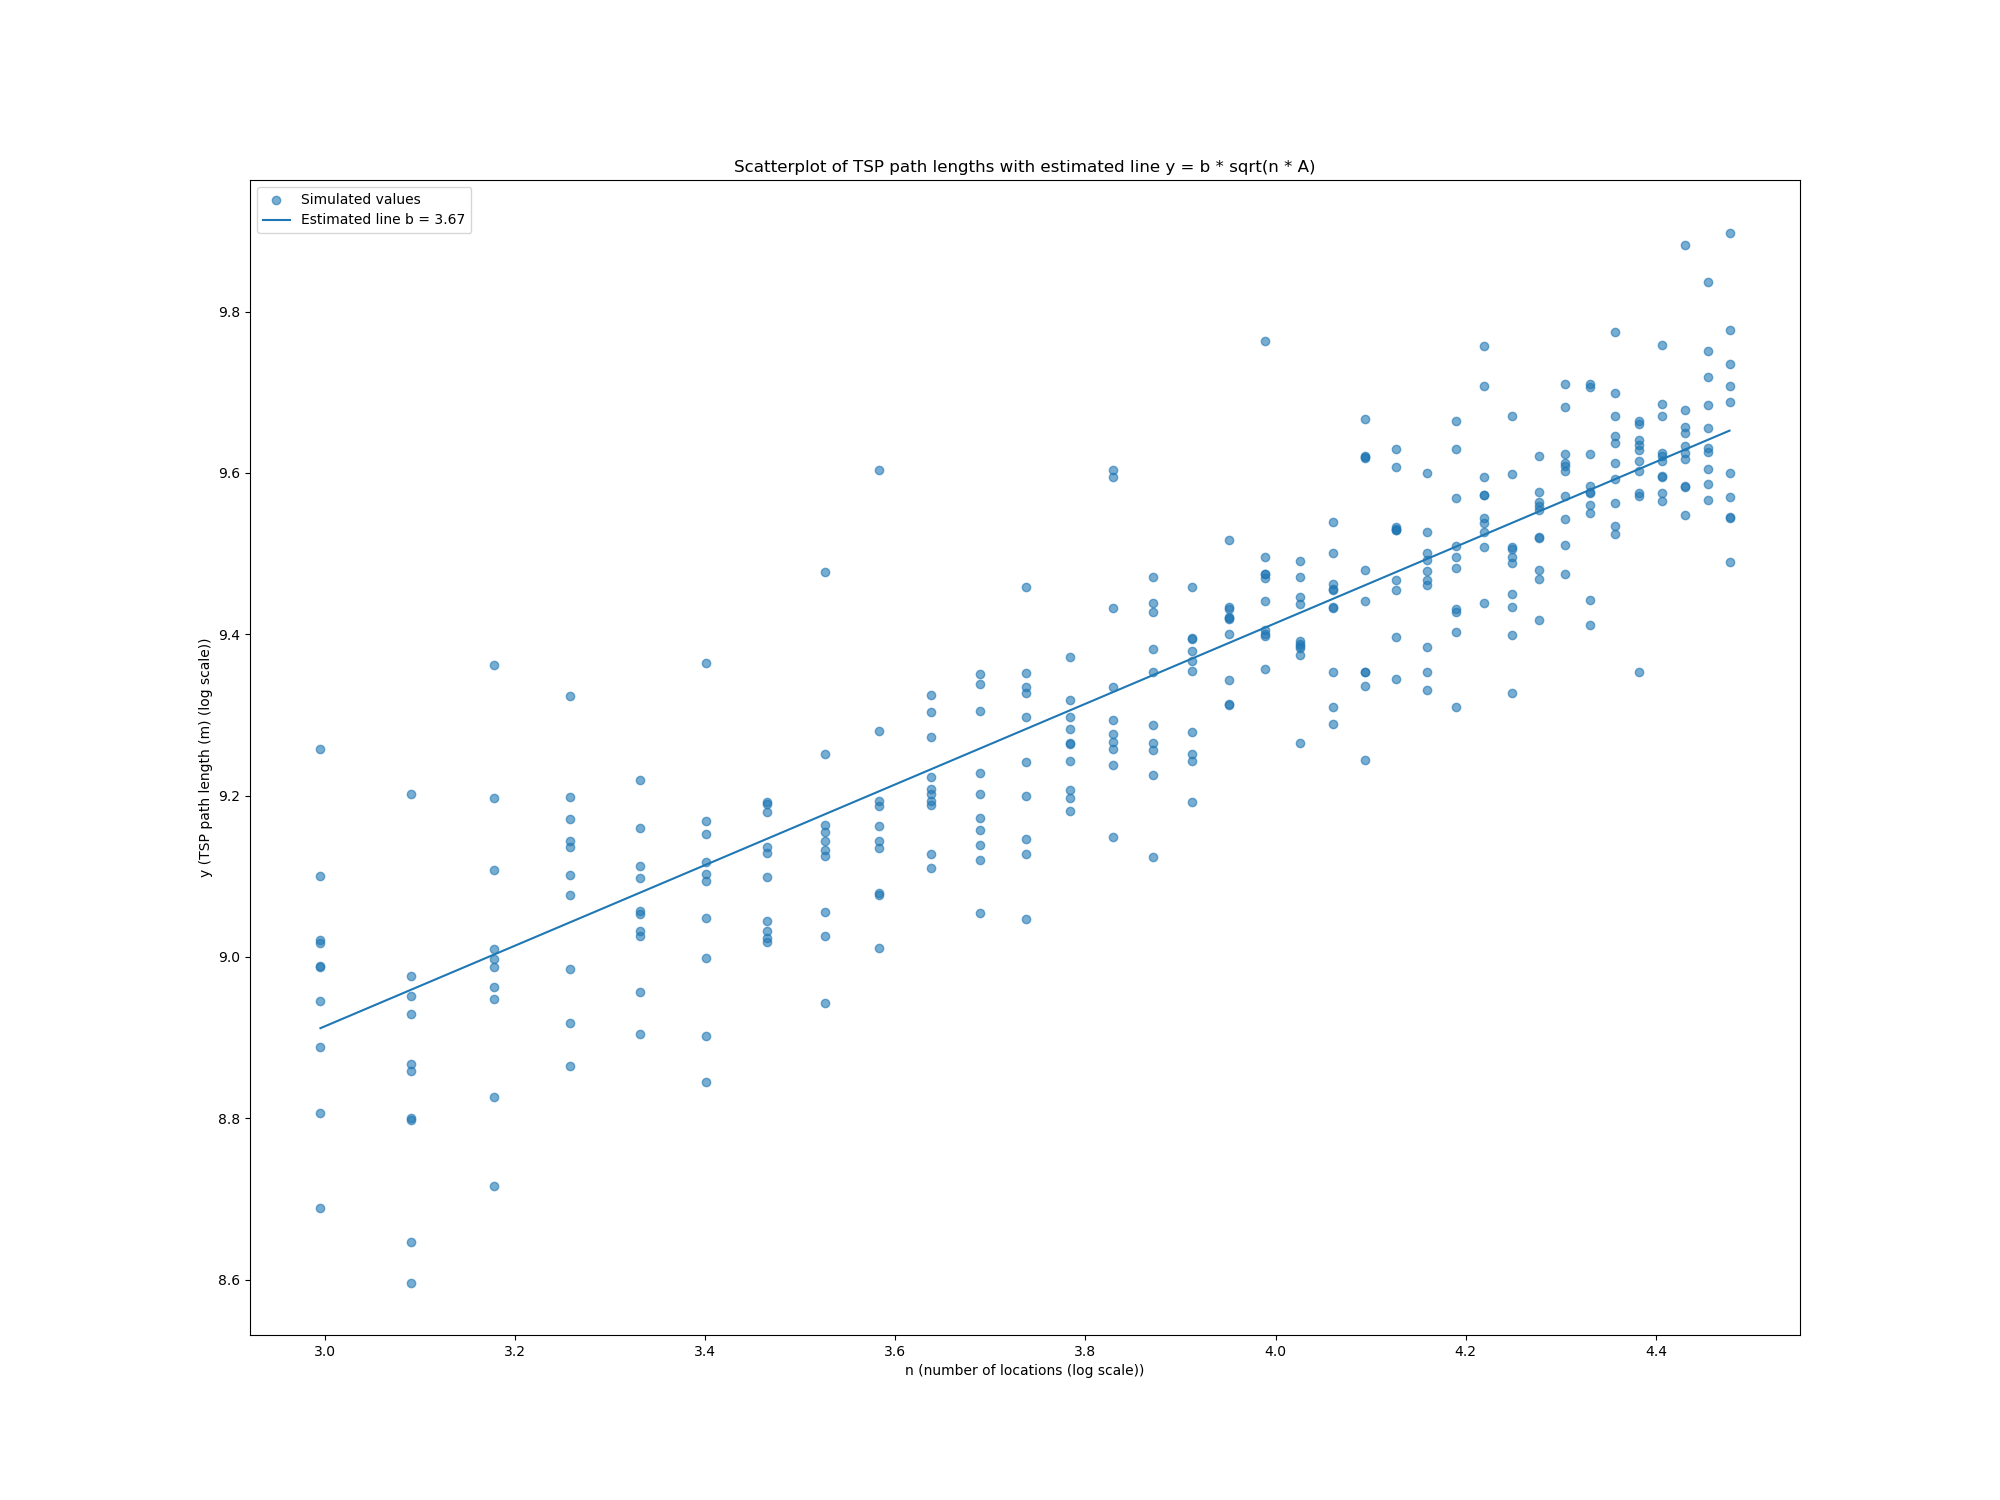 Scatterplot of TSP path lengths with estimated line y = b * sqrt(n * A)
Simulated values
Estimated line b = 3.67
y (TSP path length (m) (log scale))
9.8
9.6
9.4
9.2
9.0
8.8
8.6
3.0 3.2 3.4 3.6 3.8 4.0 4.2 4.4
n (number of locations (log scale))